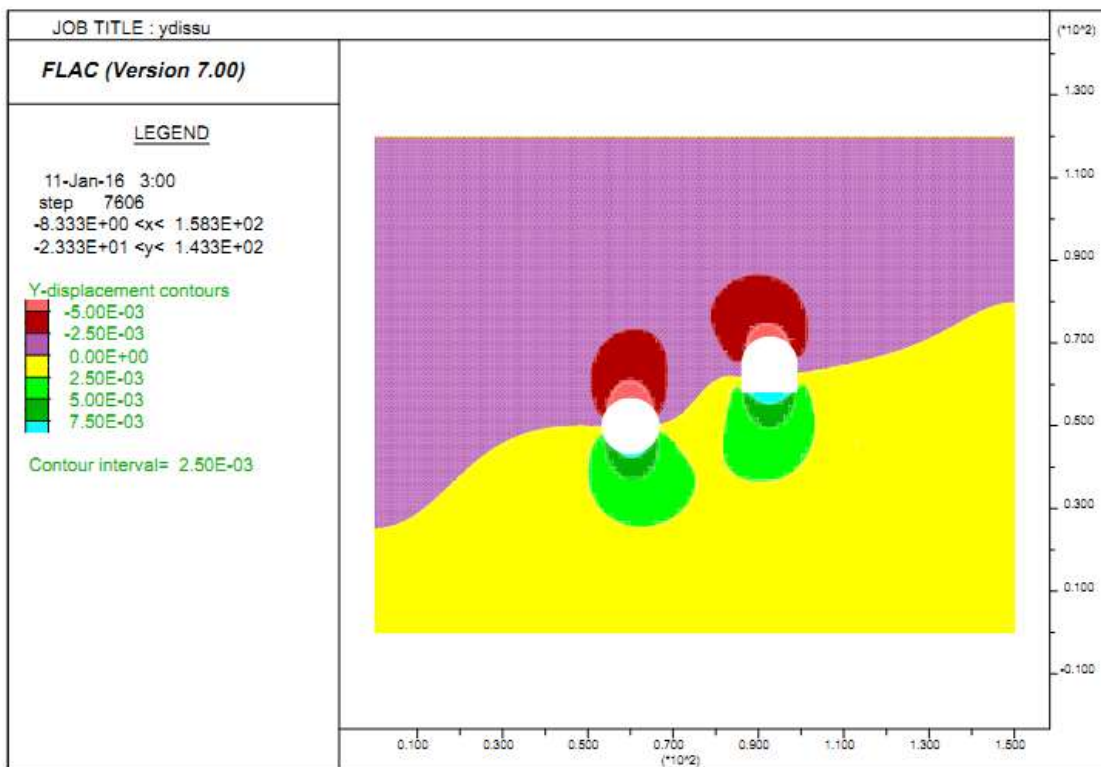 JOB TITLE : ydissu
(*10^2)
FLAC (Version 7.00)
LEGEND
11-Jan-16 3:00
step 7606
-8.333E+00 <x< 1.583E+02
-2.333E+01 <y< 1.433E+02
Y-displacement contours
-5.00E-03
-2.50E-03
0.00E+00
2.50E-03
5.00E-03
7.50E-03
Contour interval= 2.50E-03
1.300
1.100
0.900
0.700
0.500
0.300
0.100
-0.100
0.100 0.300 0.500 0.700 0.900 1.100 1.300 1.500
(*10^2)